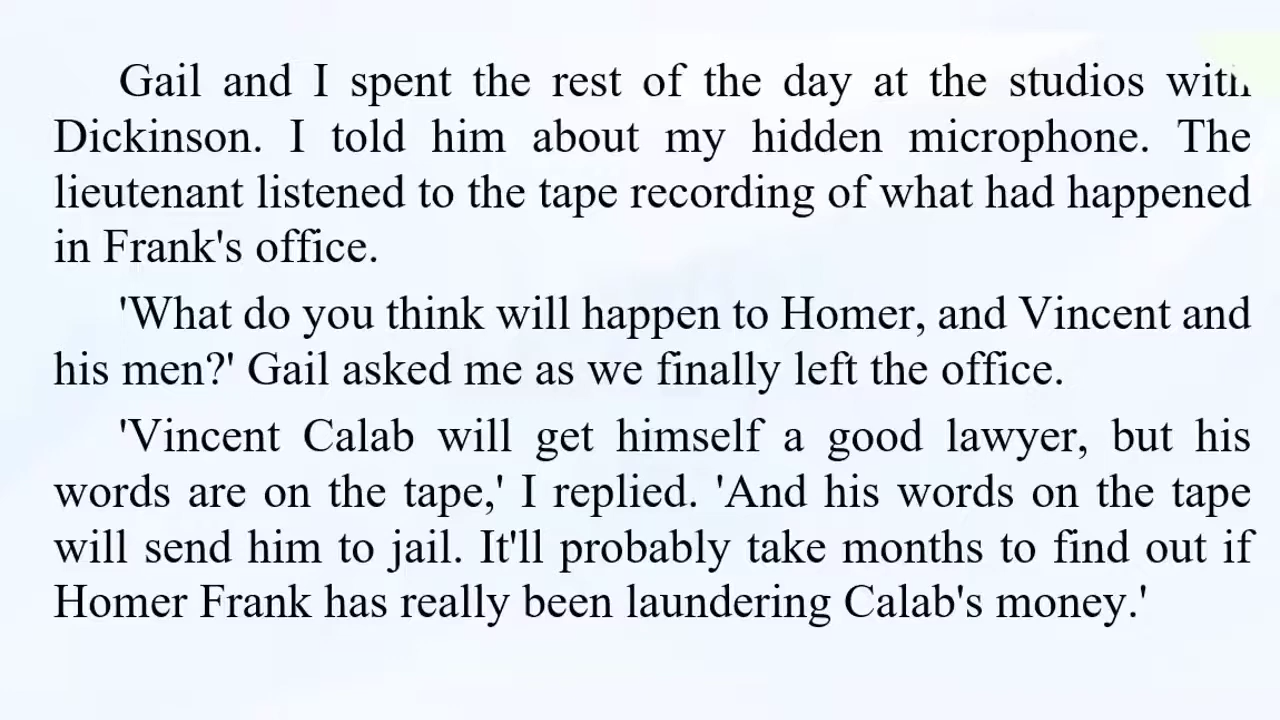 Gail and I spent the rest of the day at the studios with
Dickinson. I told him about my hidden microphone. The
lieutenant listened to the tape recording of what had happened
in Frank's office.
'What do you think will happen to Homer, and Vincent and
his men?' Gail asked me as we finally left the office.
'Vincent Calab will get himself a good lawyer, but his
words are on the tape,' I replied. 'And his words on the tape
will send him to jail. It'll probably take months to find out if
Homer Frank has really been laundering Calab's money.'